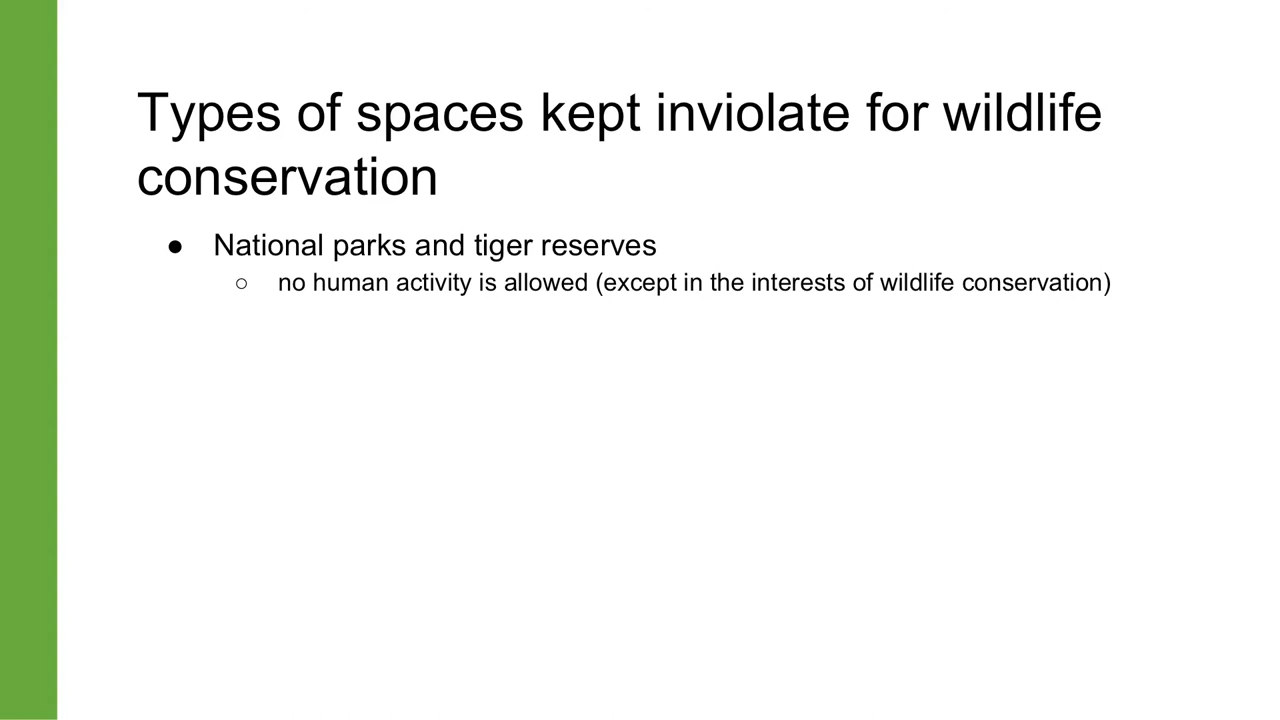 Types of spaces kept inviolate for wildlife
conservation
● National parks and tiger reserves
○ no human activity is allowed (except in the interests of wildlife conservation)